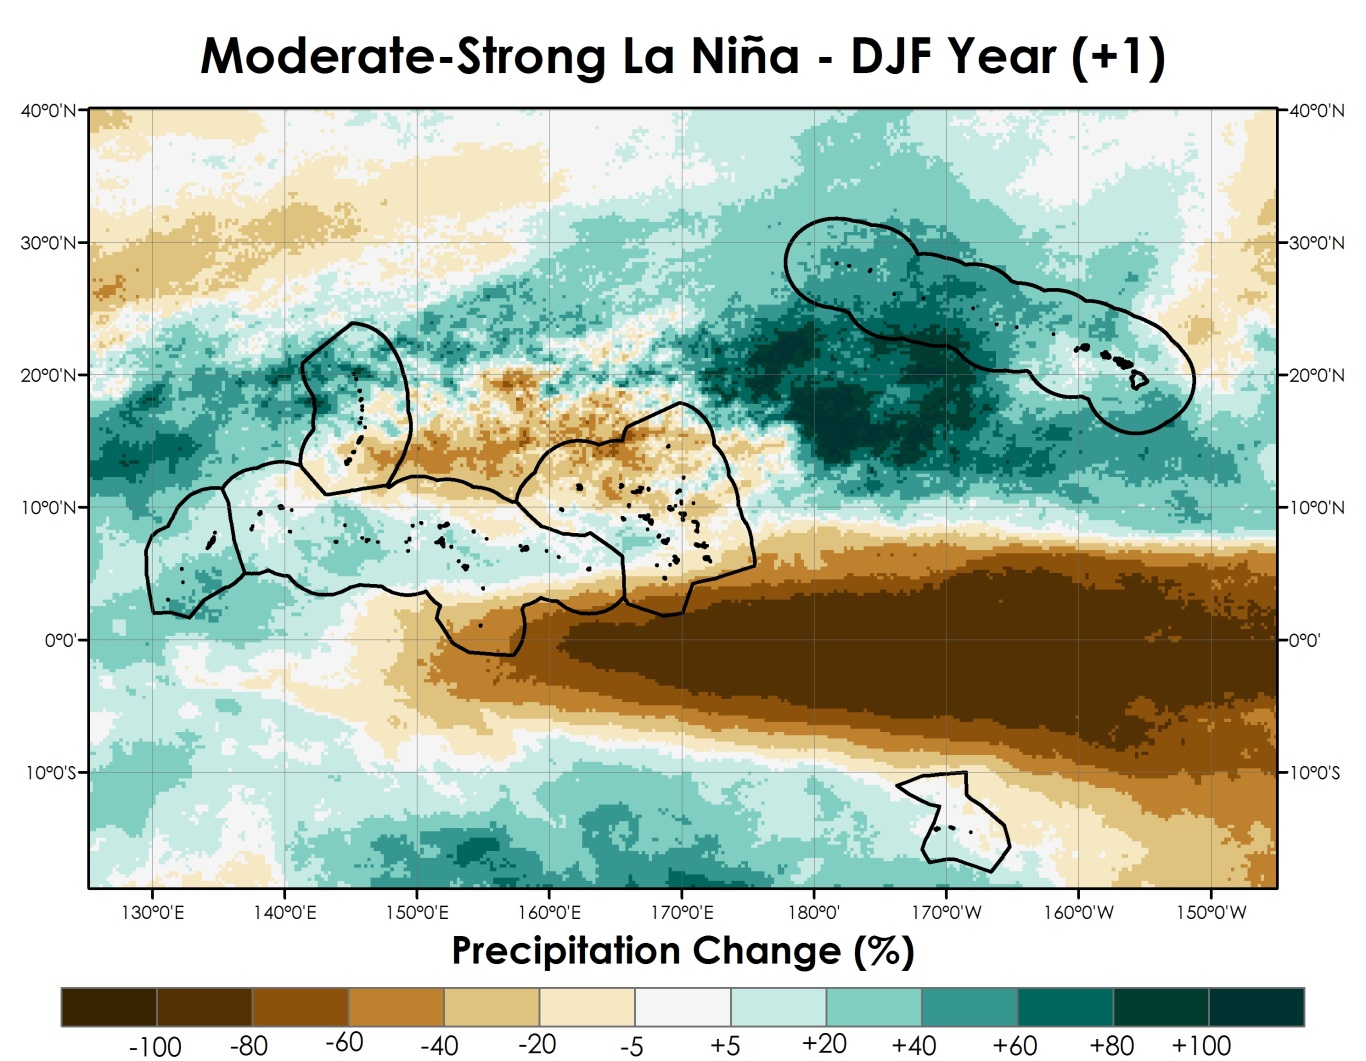 Moderate-Strong La Niña - DJF Year (+1)
40°0'N 40°0'N
30°0'N 30°0'N
20°0'N 20°0'N
10°0'N 10°0'N
0°0' 0°0'
10°0'S 10°0'S
130°0'E 140°0'E 150°0'E 160°0'E 170°0'E 180°0' 170°0'W 160°0'W 150°0'W
Precipitation Change (%)
-100 -80 -60 -40 -20 -5 +5 +20 +40 +60 +80 +100